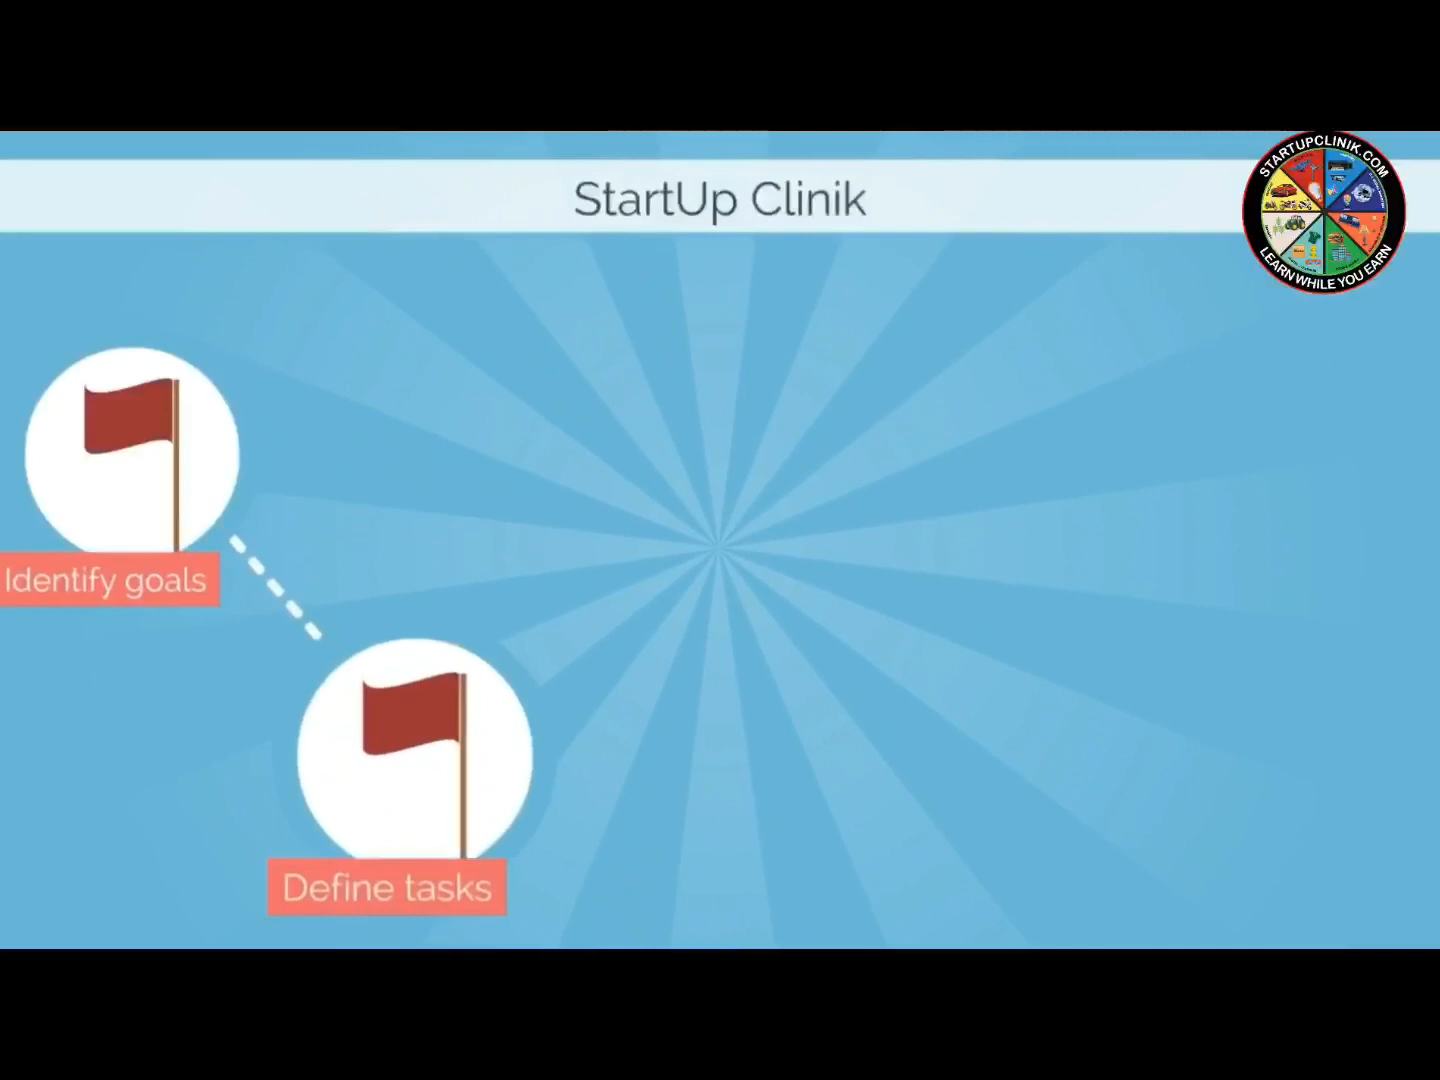 StartUp Clinik
STARTUPCLINIK.COM
LEARN WHILE YOU EARN
Identify goals
Define tasks